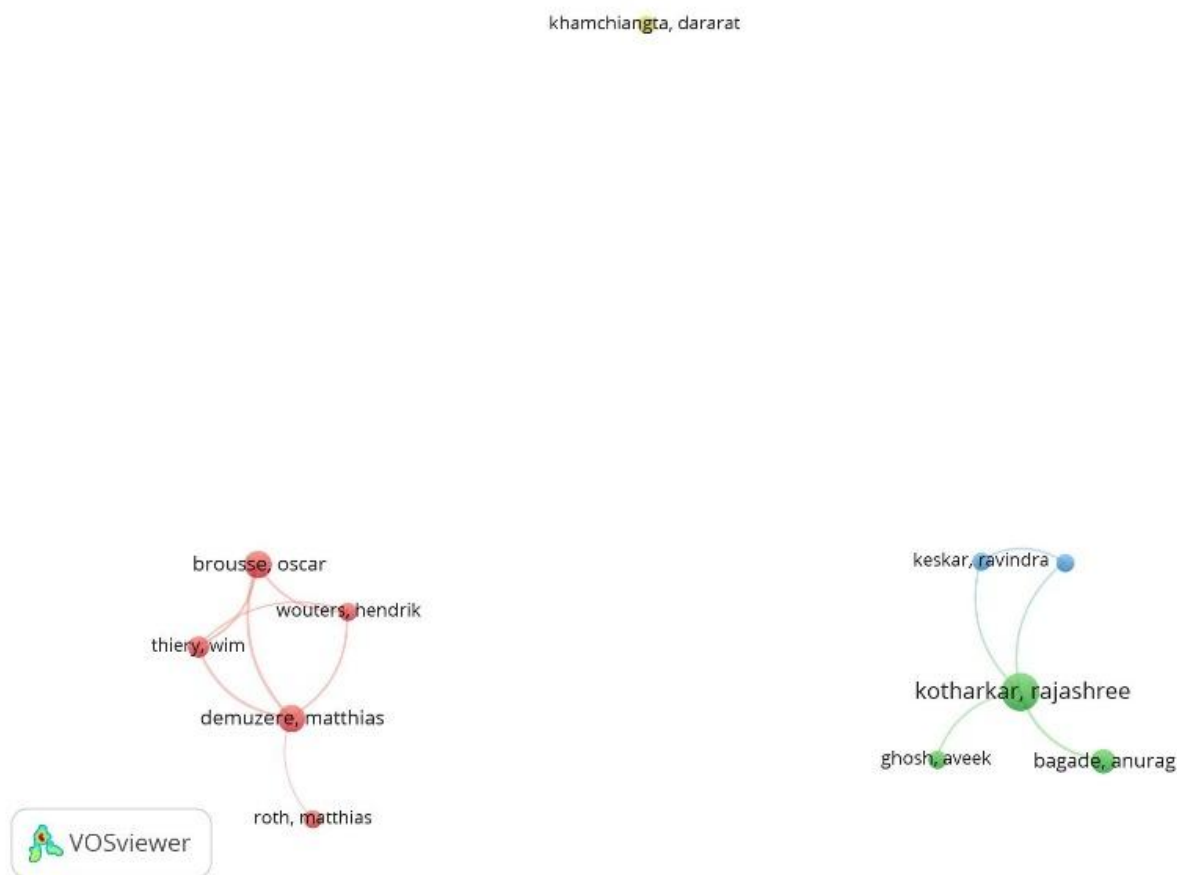 khamchiangta, dararat
brousse, oscar
keskar, ravindra
wouters, hendrik
thiery, wim
kotharkar, rajashree
demuzere, matthias
ghosh, aveek
bagade, anurag
roth, matthias
VOSviewer